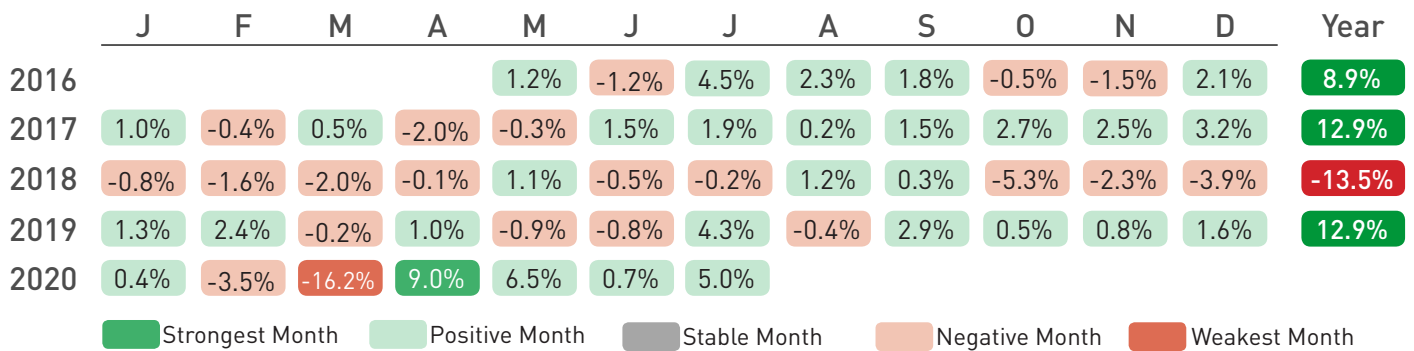 J F M A M J J A S O N D Year
2016 1.2% -1.2% 4.5% 2.3% 1.8% -0.5% -1.5% 2.1% 8.9%
2017 1.0% -0.4% 0.5% -2.0% -0.3% 1.5% 1.9% 0.2% 1.5% 2.7% 2.5% 3.2% 12.9%
2018 -0.8% -1.6% -2.0% -0.1% 1.1% -0.5% -0.2% 1.2% 0.3% -5.3% -2.3% -3.9% -13.5%
2019 1.3% 2.4% -0.2% 1.0% -0.9% -0.8% 4.3% -0.4% 2.9% 0.5% 0.8% 1.6% 12.9%
2020 0.4% -3.5% -16.2% 9.0% 6.5% 0.7% 5.0%
Strongest Month Positive Month Stable Month Negative Month Weakest Month